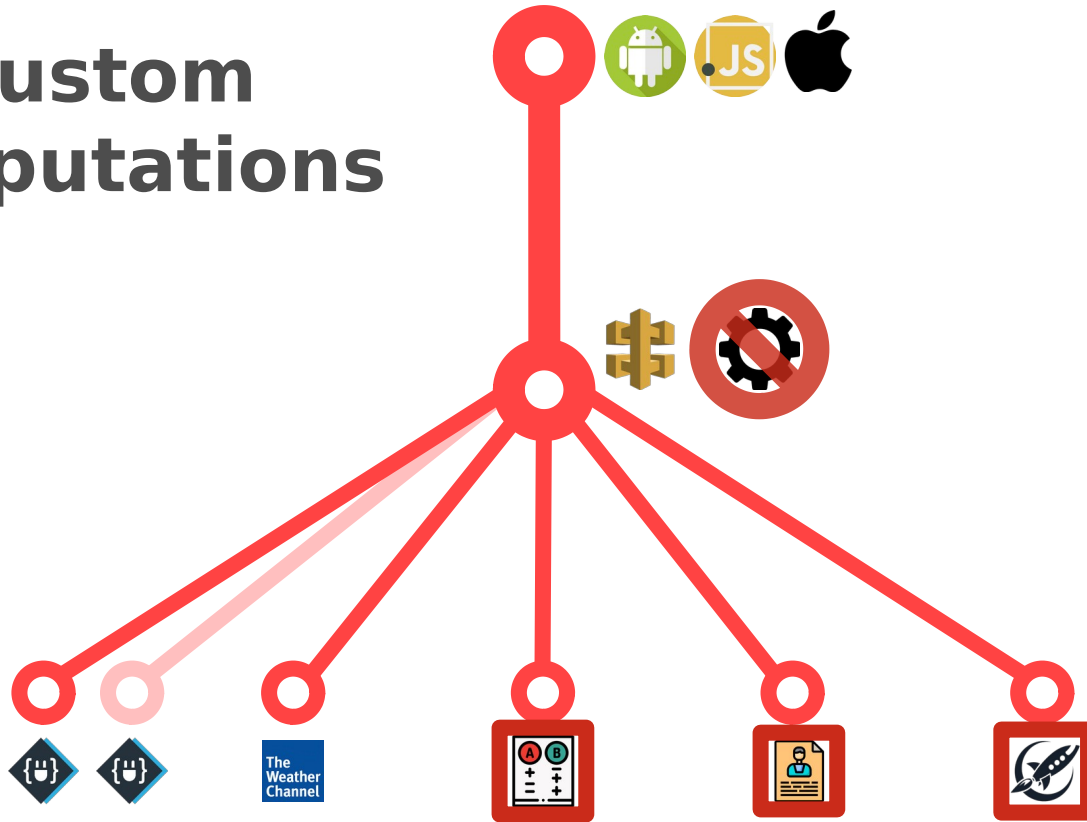 ustom
putations
JS
{ }
{ }
The
Weather
Channel
A B